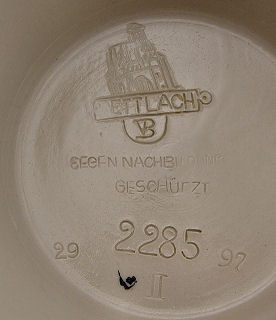 METTLACH
VB
GEGEN NACHBILDUNG
GESCHÜTZT
2285
29 97
II